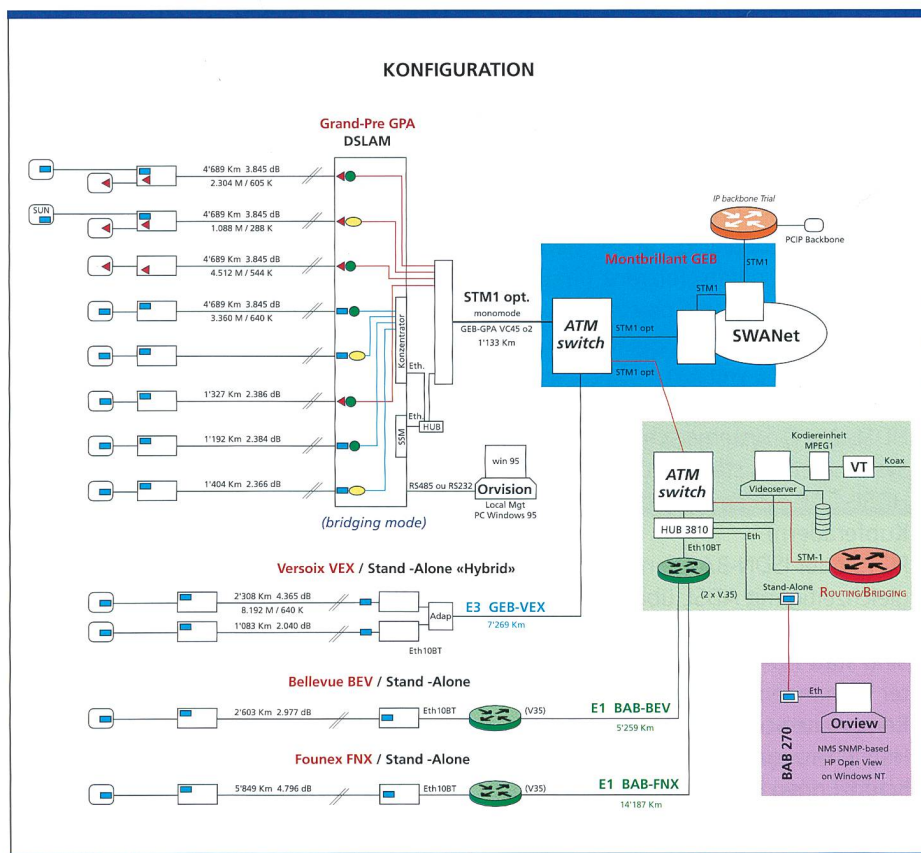 KONFIGURATION
Grand-Pre GPA
DSLAM
4'689 Km 3.845 dB
2.304 M / 605 K
SUN
4'689 Km 3.845 dB
1.088 M / 288 K
4'689 Km 3.845 dB
4.512 M / 544 K
4'689 Km 3.845 dB
3.360 M / 640 K
1'327 Km 2.386 dB
1'192 Km 2.384 dB
1'404 Km 2.366 dB
Konzentrator
Eth.
Eth.
SSM
HUB
RS485 ou RS232
win 95
Orvision
Local Mgt
PC Windows 95
(bridging mode)
STM1 opt.
monomode
GEB-GPA VC45 o2
1'133 Km
Montbrillant GEB
ATM
switch
STM1 opt
STM1 opt
STM1
STM1
SWANet
IP backbone Trial
PCIP Backbone
Kodiereinheit
MPEG1
VT
Koax
Videoserver
ATM
switch
HUB 3810
Eth
Eth10BT
STM-1
(2 x V.35)
Stand-Alone
ROUTING/BRIDGING
Versoix VEX / Stand -Alone «Hybrid»
2'308 Km 4.365 dB
8.192 M / 640 K
1'083 Km 2.040 dB
Adap
Eth10BT
E3 GEB-VEX
7'269 Km
Bellevue BEV / Stand -Alone
2'603 Km 2.977 dB
Eth10BT
(V35)
E1 BAB-BEV
5'259 Km
Founex FNX / Stand -Alone
5'849 Km 4.796 dB
Eth10BT
(V35)
E1 BAB-FNX
14'187 Km
BAB 270
Eth
Orview
NMS SNMP-based
HP Open View
on Windows NT